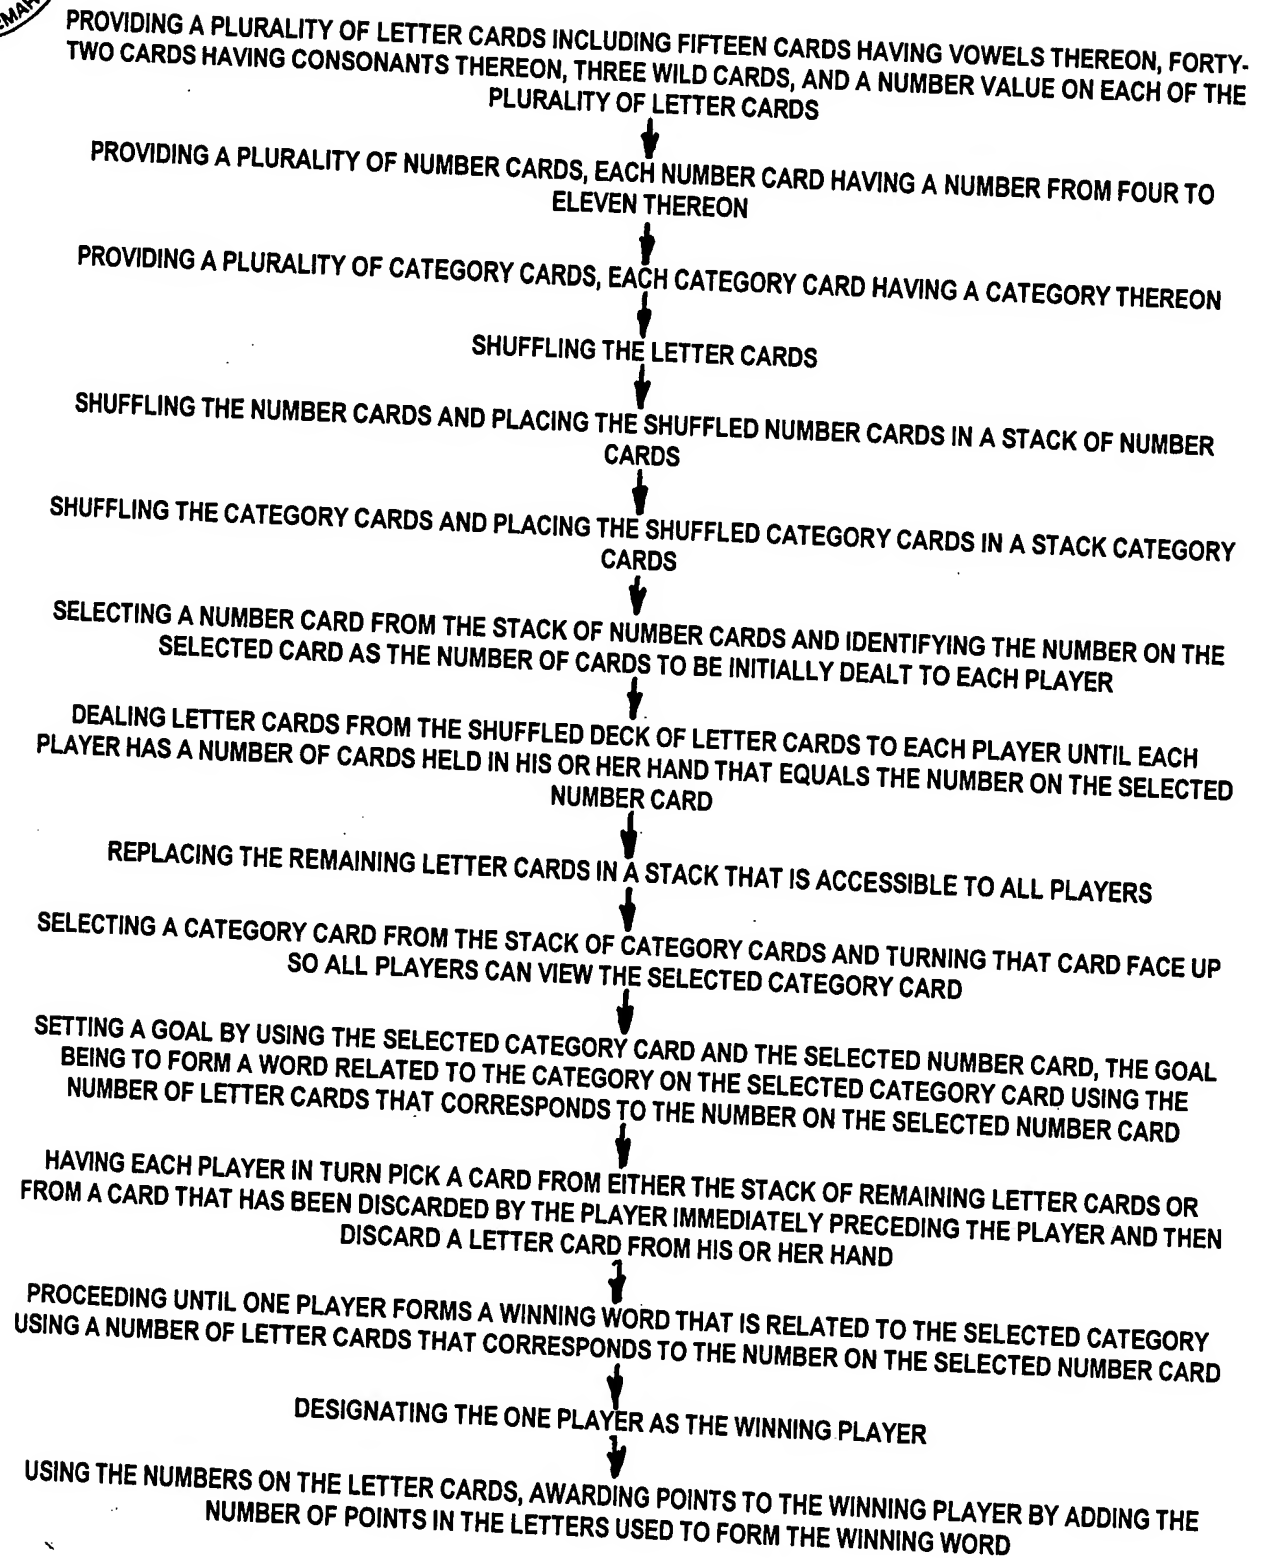 PROVIDING A PLURALITY OF LETTER CARDS INCLUDING FIFTEEN CARDS HAVING VOWELS THEREON, FORTY-
TWO CARDS HAVING CONSONANTS THEREON, THREE WILD CARDS, AND A NUMBER VALUE ON EACH OF THE
PLURALITY OF LETTER CARDS
PROVIDING A PLURALITY OF NUMBER CARDS, EACH NUMBER CARD HAVING A NUMBER FROM FOUR TO
ELEVEN THEREON
PROVIDING A PLURALITY OF CATEGORY CARDS, EACH CATEGORY CARD HAVING A CATEGORY THEREON
SHUFFLING THE LETTER CARDS
SHUFFLING THE NUMBER CARDS AND PLACING THE SHUFFLED NUMBER CARDS IN A STACK OF NUMBER
CARDS
SHUFFLING THE CATEGORY CARDS AND PLACING THE SHUFFLED CATEGORY CARDS IN A STACK CATEGORY
CARDS
SELECTING A NUMBER CARD FROM THE STACK OF NUMBER CARDS AND IDENTIFYING THE NUMBER ON THE
SELECTED CARD AS THE NUMBER OF CARDS TO BE INITIALLY DEALT TO EACH PLAYER
DEALING LETTER CARDS FROM THE SHUFFLED DECK OF LETTER CARDS TO EACH PLAYER UNTIL EACH
PLAYER HAS A NUMBER OF CARDS HELD IN HIS OR HER HAND THAT EQUALS THE NUMBER ON THE SELECTED
NUMBER CARD
REPLACING THE REMAINING LETTER CARDS IN A STACK THAT IS ACCESSIBLE TO ALL PLAYERS
SELECTING A CATEGORY CARD FROM THE STACK OF CATEGORY CARDS AND TURNING THAT CARD FACE UP
SO ALL PLAYERS CAN VIEW THE SELECTED CATEGORY CARD
SETTING A GOAL BY USING THE SELECTED CATEGORY CARD AND THE SELECTED NUMBER CARD, THE GOAL
BEING TO FORM A WORD RELATED TO THE CATEGORY ON THE SELECTED CATEGORY CARD USING THE
NUMBER OF LETTER CARDS THAT CORRESPONDS TO THE NUMBER ON THE SELECTED NUMBER CARD
HAVING EACH PLAYER IN TURN PICK A CARD FROM EITHER THE STACK OF REMAINING LETTER CARDS OR
FROM A CARD THAT HAS BEEN DISCARDED BY THE PLAYER IMMEDIATELY PRECEDING THE PLAYER AND THEN
DISCARD A LETTER CARD FROM HIS OR HER HAND
PROCEEDING UNTIL ONE PLAYER FORMS A WINNING WORD THAT IS RELATED TO THE SELECTED CATEGORY
USING A NUMBER OF LETTER CARDS THAT CORRESPONDS TO THE NUMBER ON THE SELECTED NUMBER CARD
DESIGNATING THE ONE PLAYER AS THE WINNING PLAYER
USING THE NUMBERS ON THE LETTER CARDS, AWARDING POINTS TO THE WINNING PLAYER BY ADDING THE
NUMBER OF POINTS IN THE LETTERS USED TO FORM THE WINNING WORD